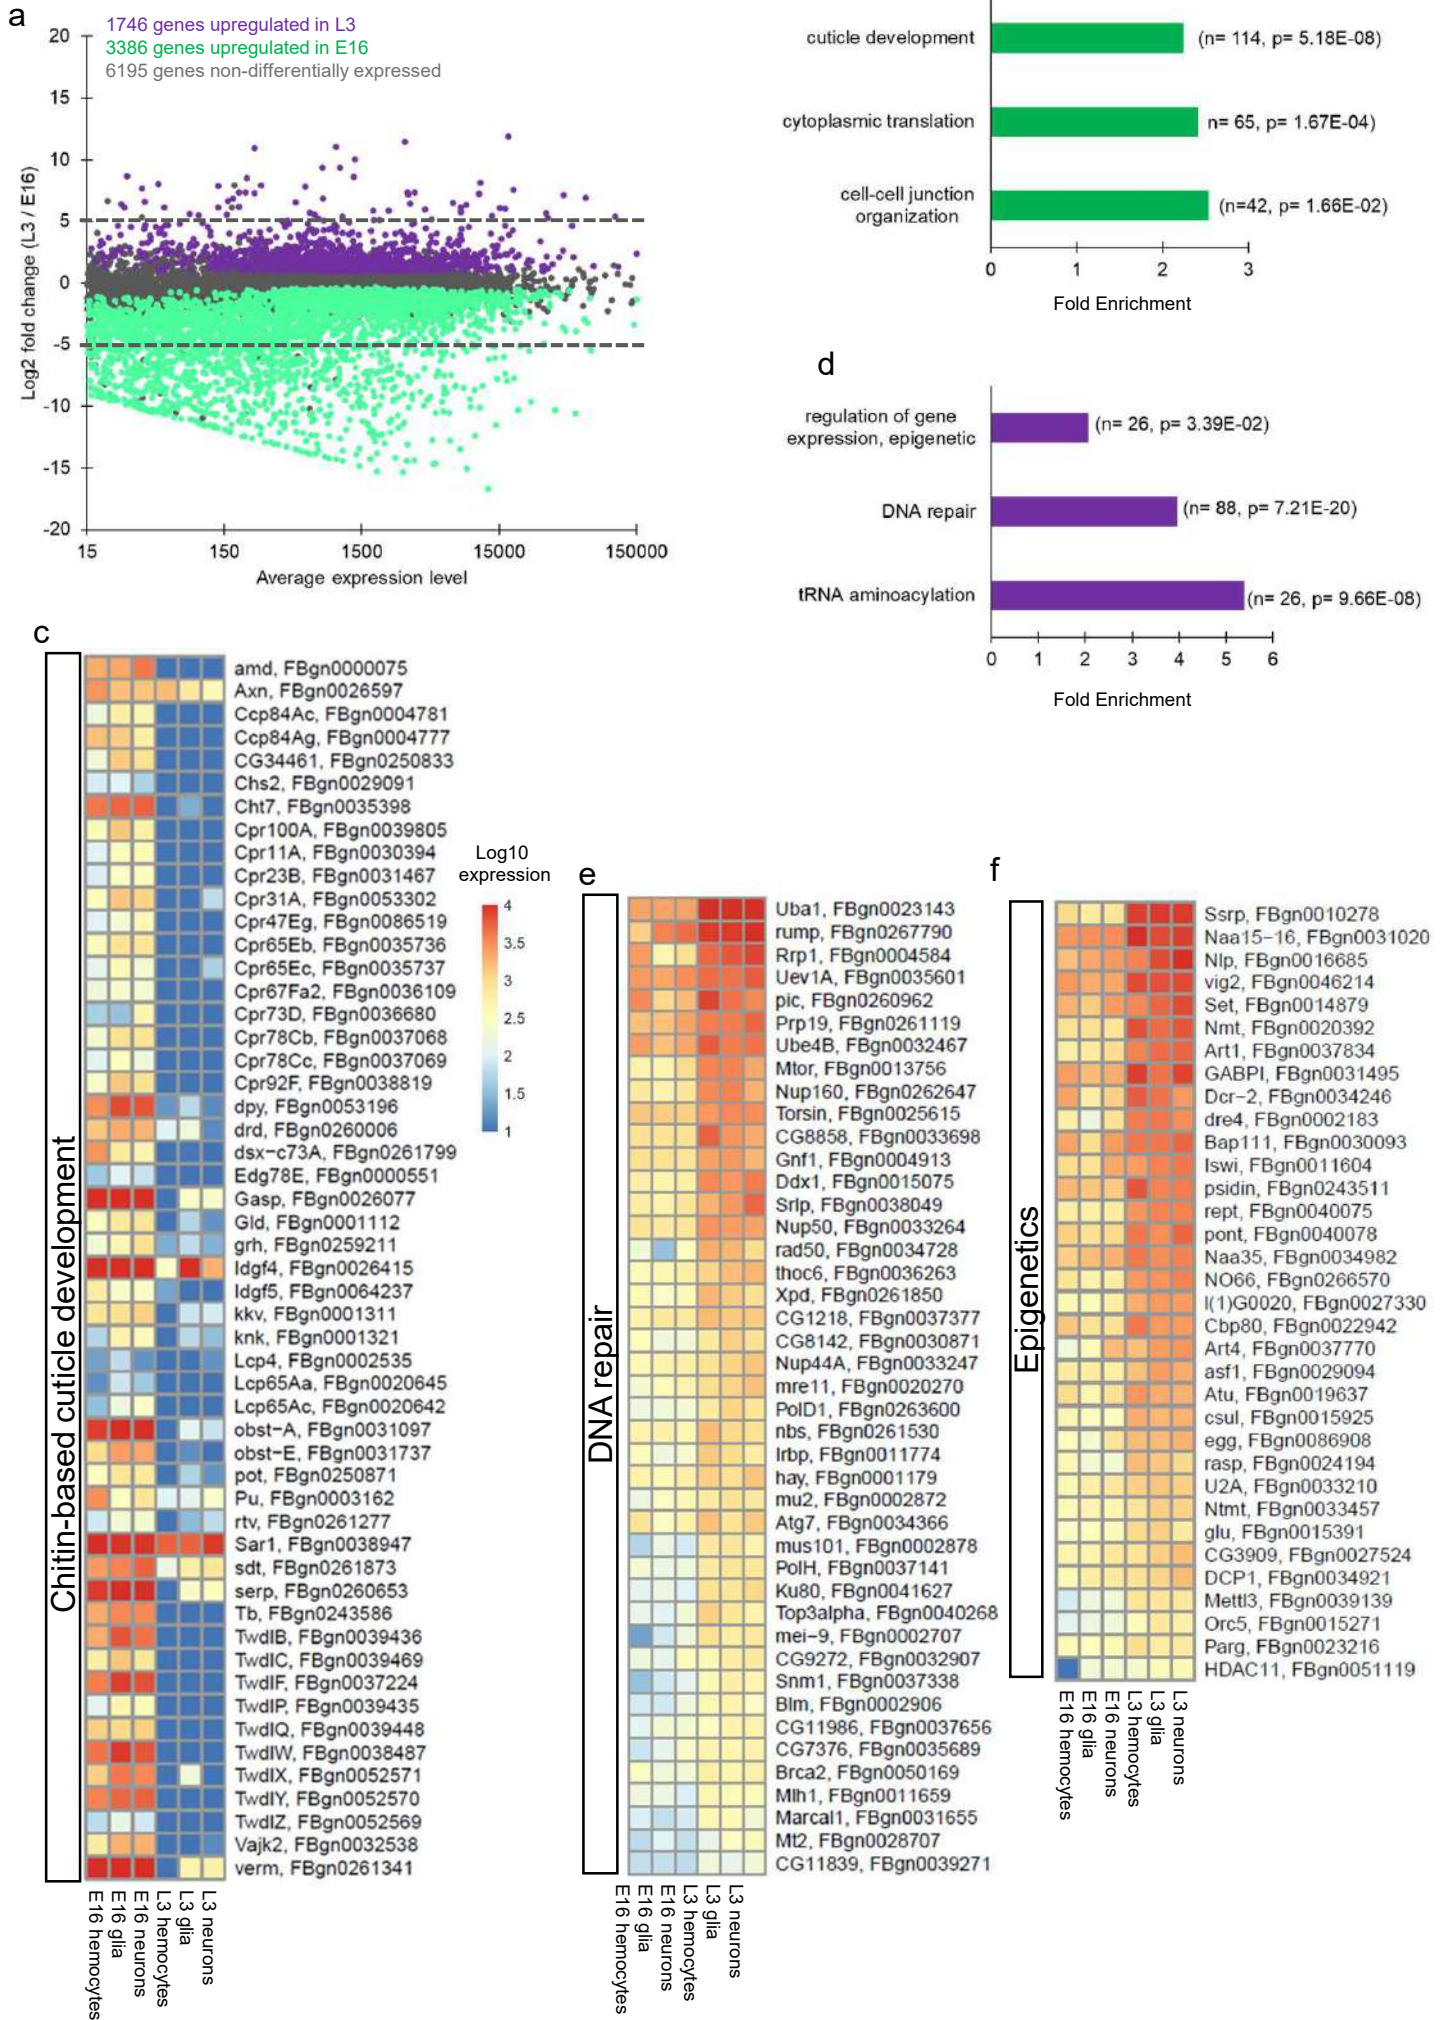 a
1746 genes upregulated in L3
3386 genes upregulated in E16
6195 genes non-differentially expressed
20
15
10
5
0
-5
-10
-15
-20
Log2 fold change (L3 / E16)
15
150
1500
15000
150000
Average expression level
cuticle development
(n= 114, p= 5.18E-08)
cytoplasmic translation
n= 65, p= 1.67E-04)
cell-cell junction
organization
(n=42, p= 1.66E-02)
0
1
2
3
Fold Enrichment
d
regulation of gene
expression, epigenetic
(n= 26, p= 3.39E-02)
DNA repair
(n= 88, p= 7.21E-20)
tRNA aminoacylation
(n= 26, p= 9.66E-08)
0
1
2
3
4
5
6
Fold Enrichment
c
Chitin-based cuticle development
amd, FBgn0000075
Axn, FBgn0026597
Ccp84Ac, FBgn0004781
Ccp84Ag, FBgn0004777
CG34461, FBgn0250833
Chs2, FBgn0029091
Cht7, FBgn0035398
Cpr100A, FBgn0039805
Cpr11A, FBgn0030394
Cpr23B, FBgn0031467
Cpr31A, FBgn0053302
Cpr47Eg, FBgn0086519
Cpr65Eb, FBgn0035736
Cpr65Ec, FBgn0035737
Cpr67Fa2, FBgn0036109
Cpr73D, FBgn0036680
Cpr78Cb, FBgn0037068
Cpr78Cc, FBgn0037069
Cpr92F, FBgn0038819
dpy, FBgn0053196
drd, FBgn0260006
dsx-c73A, FBgn0261799
Edg78E, FBgn0000551
Gasp, FBgn0026077
Gld, FBgn0001112
grh, FBgn0259211
Idgf4, FBgn0026415
Idgf5, FBgn0064237
kkv, FBgn0001311
knk, FBgn0001321
Lcp4, FBgn0002535
Lcp65Aa, FBgn0020645
Lcp65Ac, FBgn0020642
obst-A, FBgn0031097
obst-E, FBgn0031737
pot, FBgn0250871
Pu, FBgn0003162
rtv, FBgn0261277
Sar1, FBgn0038947
sdt, FBgn0261873
serp, FBgn0260653
Tb, FBgn0243586
TwdlB, FBgn0039436
TwdlC, FBgn0039469
TwdlF, FBgn0037224
TwdlP, FBgn0039435
TwdlQ, FBgn0039448
TwdlW, FBgn0038487
TwdlX, FBgn0052571
TwdlY, FBgn0052570
TwdlZ, FBgn0052569
Vajk2, FBgn0032538
verm, FBgn0261341
E16 hemocytes
E16 glia
E16 neurons
L3 hemocytes
L3 glia
L3 neurons
Log10
expression
4
3.5
3
2.5
2
1.5
1
e
DNA repair
Uba1, FBgn0023143
rump, FBgn0267790
Rrp1, FBgn0004584
Uev1A, FBgn0035601
pic, FBgn0260962
Prp19, FBgn0261119
Ube4B, FBgn0032467
Mtor, FBgn0013756
Nup160, FBgn0262647
Torsin, FBgn0025615
CG8858, FBgn0033698
Gnf1, FBgn0004913
Ddx1, FBgn0015075
Srlp, FBgn0038049
Nup50, FBgn0033264
rad50, FBgn0034728
thoc6, FBgn0036263
Xpd, FBgn0261850
CG1218, FBgn0037377
CG8142, FBgn0030871
Nup44A, FBgn0033247
mre11, FBgn0020270
PolD1, FBgn0263600
nbs, FBgn0261530
Irbp, FBgn0011774
hay, FBgn0001179
mu2, FBgn0002872
Atg7, FBgn0034366
mus101, FBgn0002878
PolH, FBgn0037141
Ku80, FBgn0041627
Top3alpha, FBgn0040268
mei-9, FBgn0002707
CG9272, FBgn0032907
Snm1, FBgn0037338
Blm, FBgn0002906
CG11986, FBgn0037656
CG7376, FBgn0035689
Brca2, FBgn0050169
Mlh1, FBgn0011659
Marcal1, FBgn0031655
Mt2, FBgn0028707
CG11839, FBgn0039271
E16 hemocytes
E16 glia
E16 neurons
L3 hemocytes
L3 glia
L3 neurons
f
Epigenetics
Ssrp, FBgn0010278
Naa15-16, FBgn0031020
Nlp, FBgn0016685
vig2, FBgn0046214
Set, FBgn0014879
Nmt, FBgn0020392
Art1, FBgn0037834
GABPI, FBgn0031495
Dcr-2, FBgn0034246
dre4, FBgn0002183
Bap111, FBgn0030093
Iswi, FBgn0011604
psidin, FBgn0243511
rept, FBgn0040075
pont, FBgn0040078
Naa35, FBgn0034982
NO66, FBgn0266570
l(1)G0020, FBgn0027330
Cbp80, FBgn0022942
Art4, FBgn0037770
asf1, FBgn0029094
Atu, FBgn0019637
csul, FBgn0015925
egg, FBgn0086908
rasp, FBgn0024194
U2A, FBgn0033210
Ntmt, FBgn0033457
glu, FBgn0015391
CG3909, FBgn0027524
DCP1, FBgn0034921
Mettl3, FBgn0039139
Orc5, FBgn0015271
Parg, FBgn0023216
HDAC11, FBgn0051119
E16 hemocytes
E16 glia
E16 neurons
L3 hemocytes
L3 glia
L3 neurons